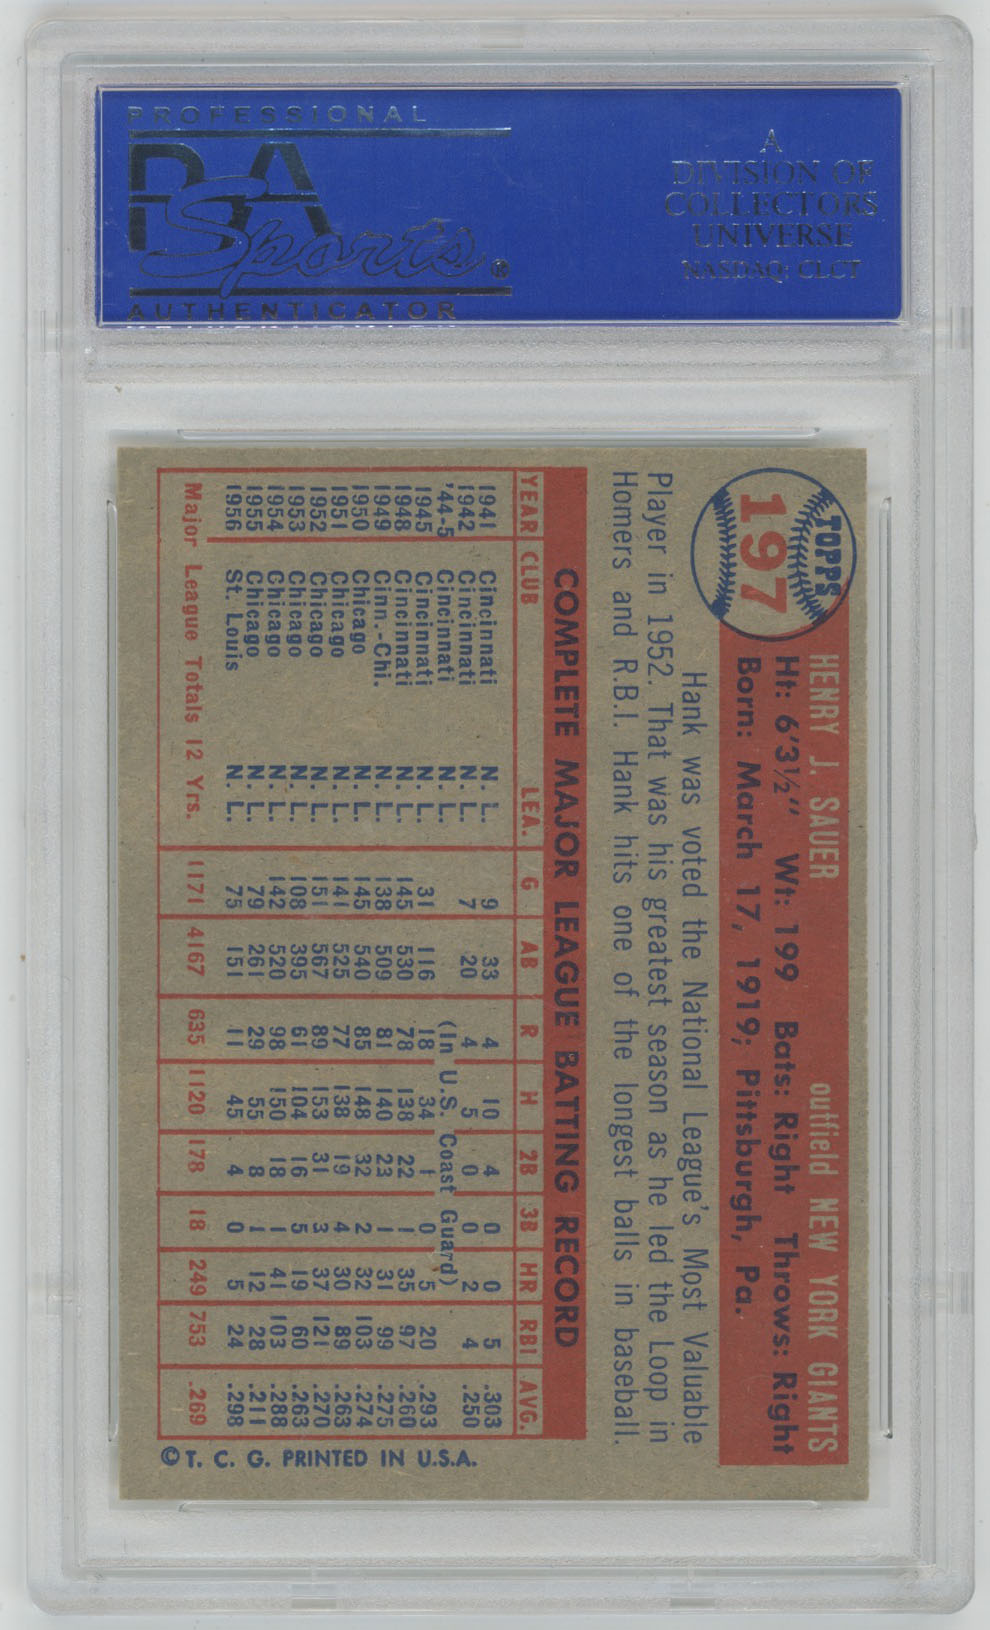 PROFESSIONAL
PSA
Sports®
AUTHENTICATOR
A
DIVISION OF
COLLECTORS
UNIVERSE
NASDAQ: CLCT
TOPPS
197
HENRY J. SAUER outfield NEW YORK GIANTS
Ht: 6'3½" Wt: 199 Bats: Right Throws: Right
Born: March 17, 1919; Pittsburgh, Pa.
Hank was voted the National League's Most Valuable
Player in 1952. That was his greatest season as he led the Loop in
Homers and R.B.I. Hank hits one of the longest balls in baseball.
COMPLETE MAJOR LEAGUE BATTING RECORD
YEAR CLUB LEA. G AB R H 2B 3B HR RBI AVG.
1941 Cincinnati N. L. 9 33 4 10 4 0 0 5 .303
1942 Cincinnati N. L. 7 20 4 5 0 0 2 4 .250
'44-5 Cincinnati N. L. (In U.S. Coast Guard)
1945 Cincinnati N. L. 31 116 18 34 1 0 5 20 .293
1948 Cincinnati N. L. 145 530 78 138 22 1 35 97 .260
1949 Cinn.-Chi. N. L. 138 509 81 140 23 1 31 99 .275
1950 Chicago N. L. 145 540 85 148 32 2 32 103 .274
1951 Chicago N. L. 141 525 77 138 19 4 30 89 .263
1952 Chicago N. L. 151 567 89 153 31 3 37 121 .270
1953 Chicago N. L. 108 395 61 104 16 5 19 60 .263
1954 Chicago N. L. 142 520 98 150 18 1 41 103 .288
1955 Chicago N. L. 79 261 29 55 8 1 12 28 .211
1956 St. Louis N. L. 75 151 11 45 4 0 5 24 .298
Major League Totals 12 Yrs. 1171 4167 635 1120 178 18 249 753 .269
© T. C. G. PRINTED IN U.S.A.